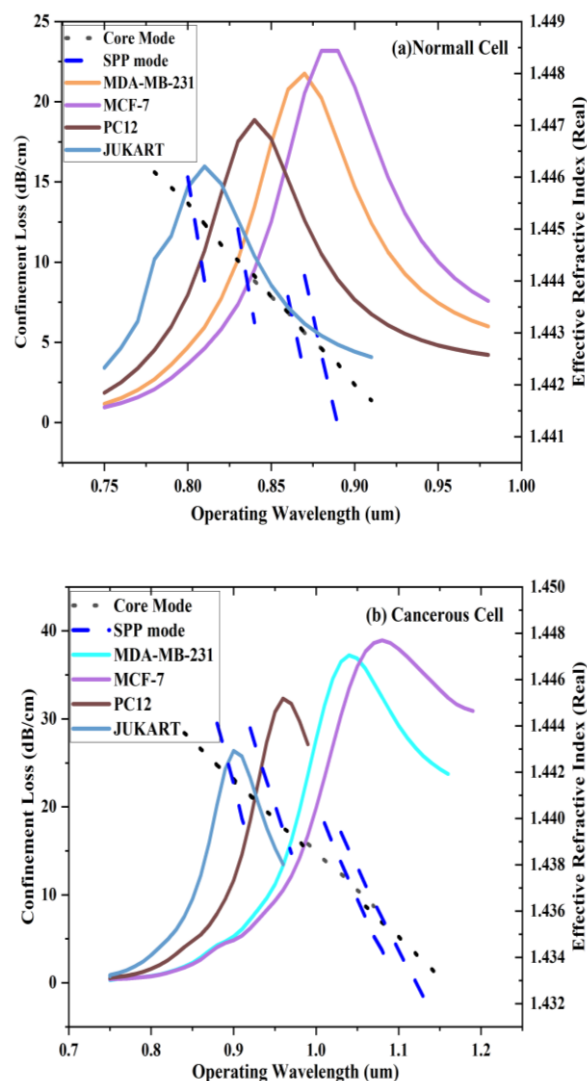 (a)Normall Cell
Core Mode
SPP mode
MDA-MB-231
MCF-7
PC12
JUKART
Confinement Loss (dB/cm)
25
20
15
10
5
0
Effective Refractive Index (Real)
1.449
1.448
1.447
1.446
1.445
1.444
1.443
1.442
1.441
0.75 0.80 0.85 0.90 0.95 1.00
Operating Wavelength (um)
(b) Cancerous Cell
Core Mode
SPP mode
MDA-MB-231
MCF-7
PC12
JUKART
Confinement Loss (dB/cm)
40
30
20
10
0
Effective Refractive Index (Real)
1.450
1.448
1.446
1.444
1.442
1.440
1.438
1.436
1.433
1.432
0.7 0.8 0.9 1.0 1.1 1.2
Operating Wavelength (um)